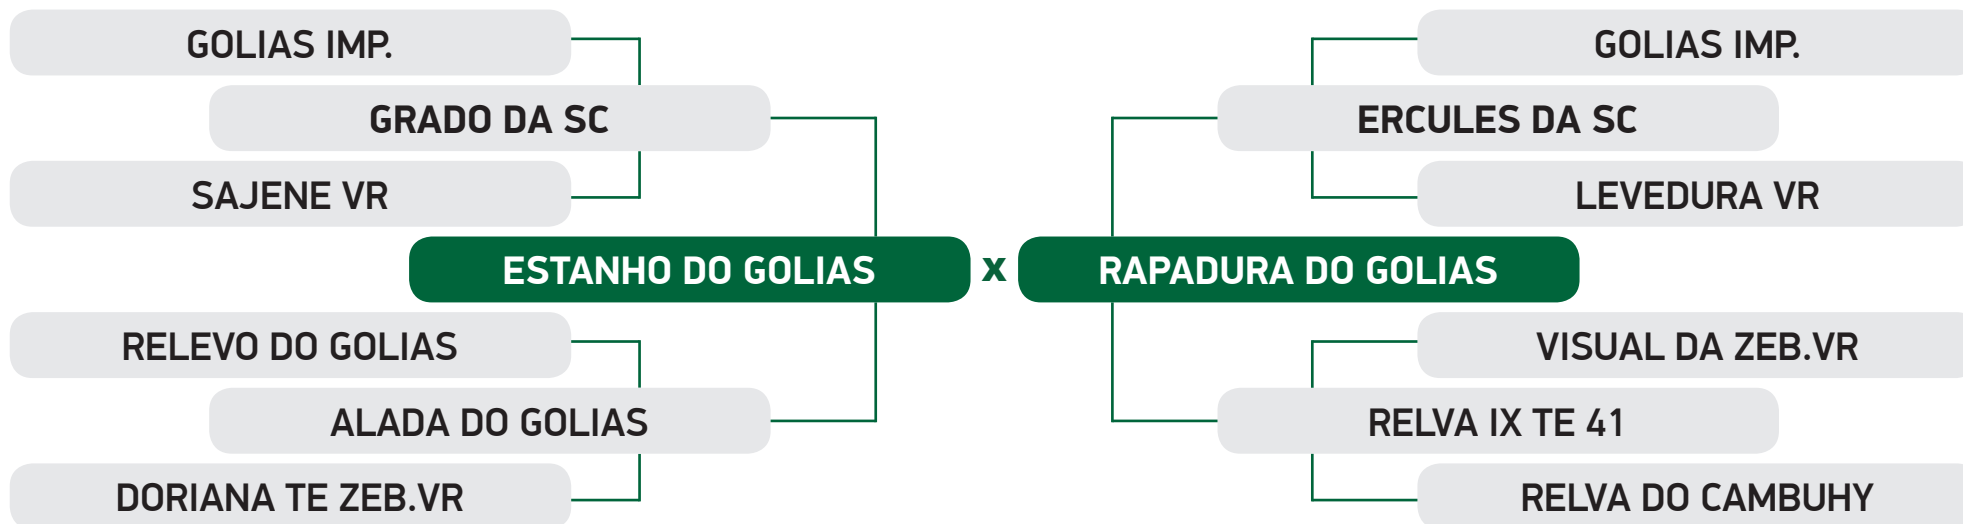 GOLIAS IMP.
GOLIAS IMP.
GRADO DA SC
ERCULES DA SC
SAJENE VR
LEVEDURA VR
ESTANHO DO GOLIAS x RAPADURA DO GOLIAS
RELEVO DO GOLIAS
VISUAL DA ZEB.VR
ALADA DO GOLIAS
RELVA IX TE 41
DORIANA TE ZEB.VR
RELVA DO CAMBUHY